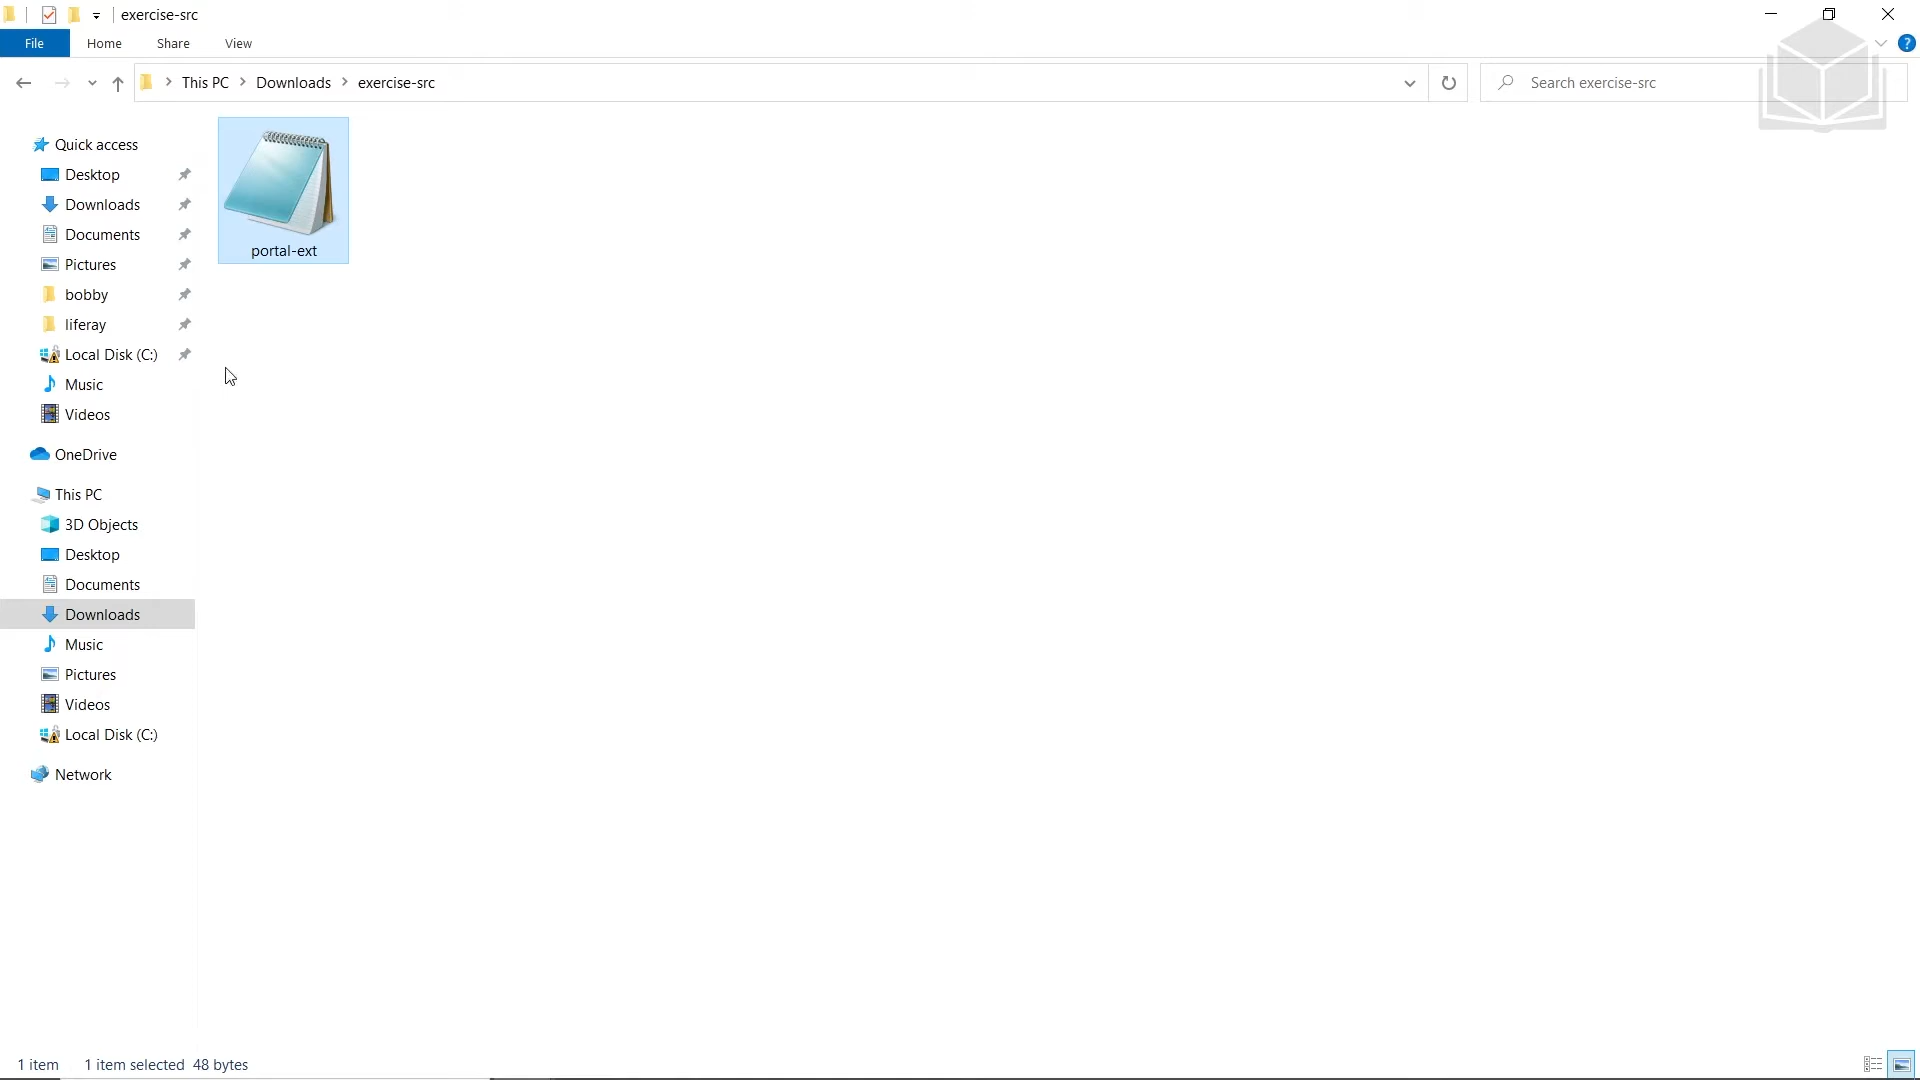 exercise-src
File Home Share View
?
This PC Downloads exercise-src
Search exercise-src
Quick access
Desktop
Downloads
Documents
Pictures
bobby
liferay
Local Disk (C:)
Music
Videos
OneDrive
This PC
3D Objects
Desktop
Documents
Downloads
Music
Pictures
Videos
Local Disk (C:)
Network
portal-ext
1 item 1 item selected 48 bytes